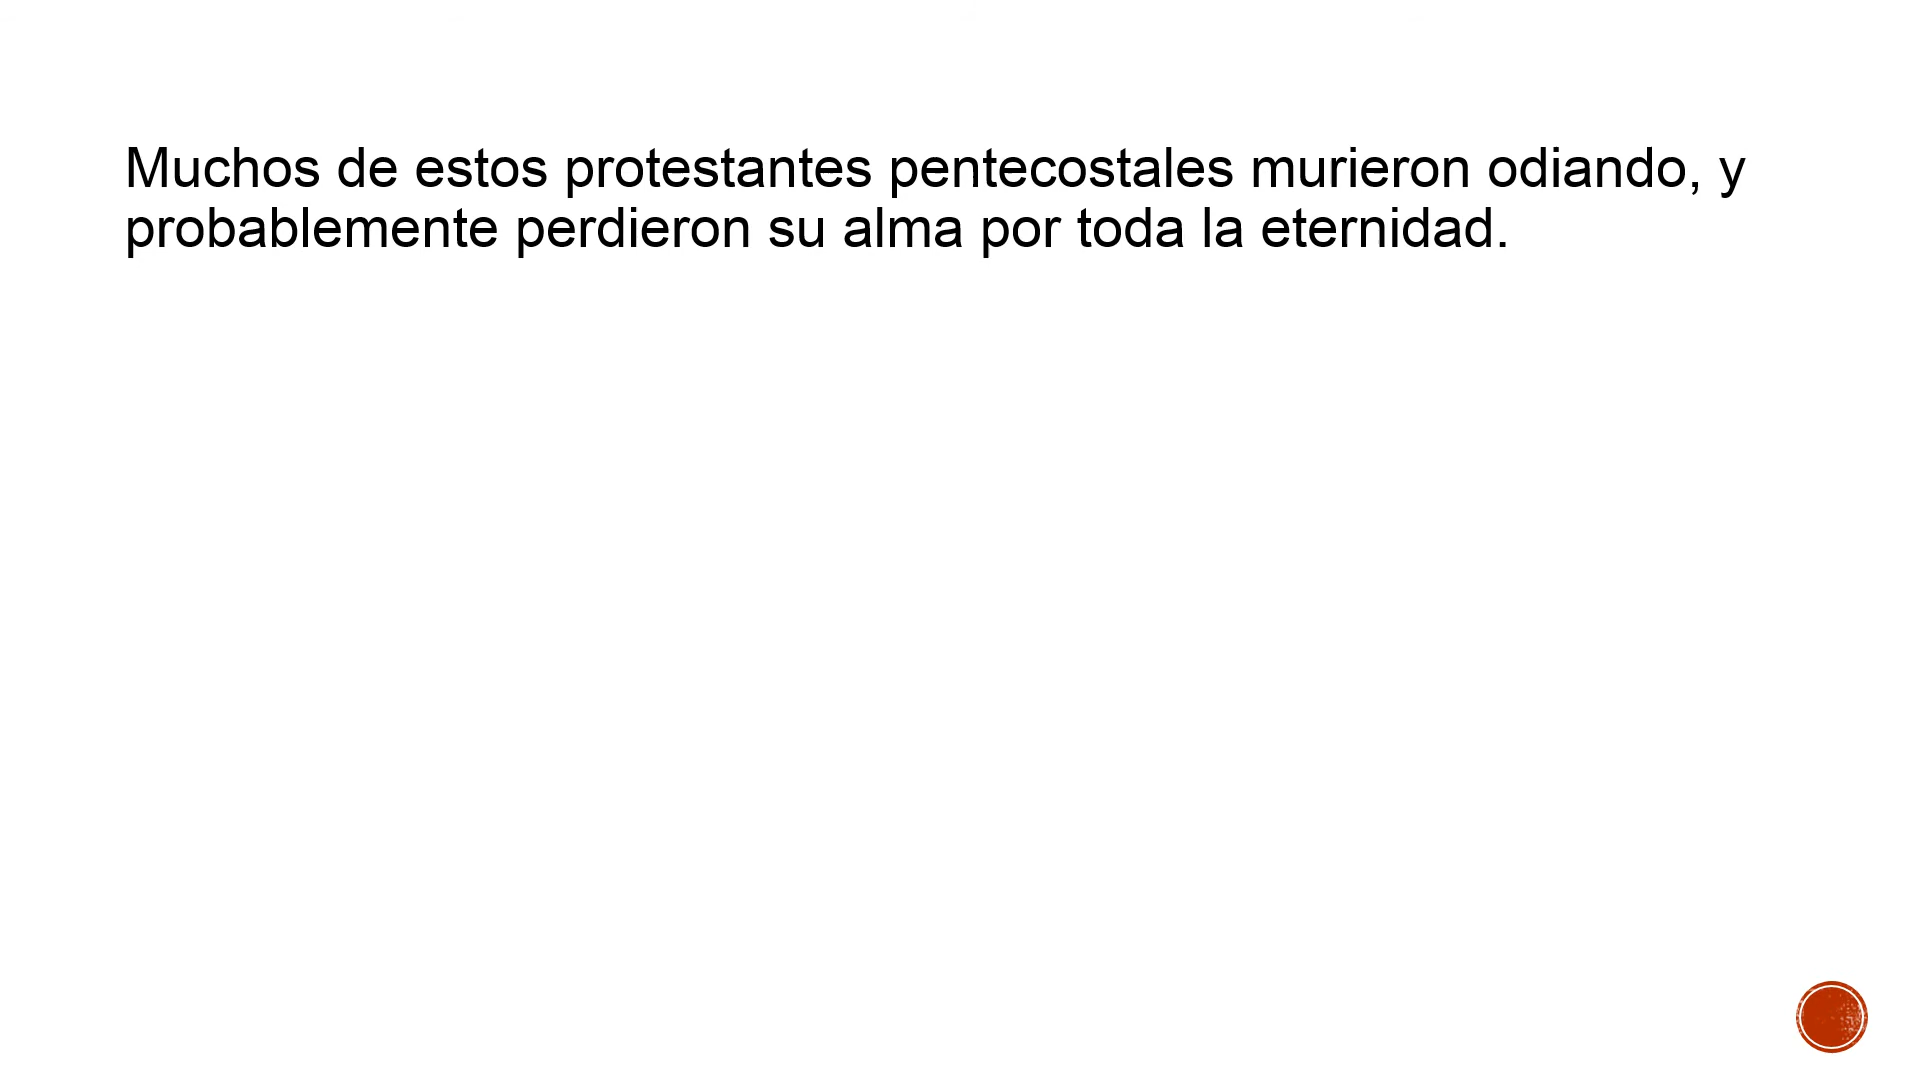 Muchos de estos protestantes pentecostales murieron odiando, y
probablemente perdieron su alma por toda la eternidad.